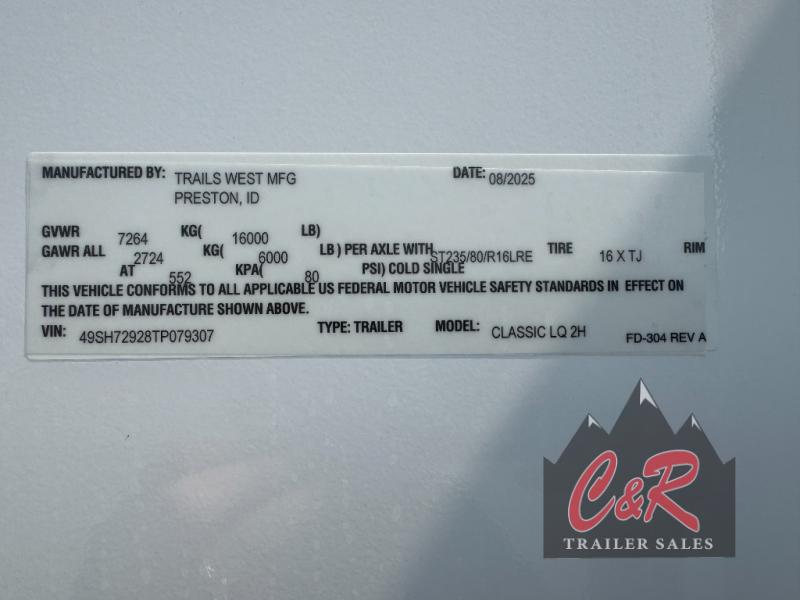 MANUFACTURED BY: TRAILS WEST MFG DATE: 08/2025
PRESTON, ID
GVWR 7264 KG( 16000 LB)
GAWR ALL 2724 KG( 6000 LB ) PER AXLE WITH ST235/80/R16LRE TIRE 16 X TJ RIM
AT 552 KPA( 80 PSI) COLD SINGLE
THIS VEHICLE CONFORMS TO ALL APPLICABLE US FEDERAL MOTOR VEHICLE SAFETY STANDARDS IN EFFECT ON
THE DATE OF MANUFACTURE SHOWN ABOVE.
VIN: 49SH72928TP079307 TYPE: TRAILER MODEL: CLASSIC LQ 2H FD-304 REV A
C&R
TRAILER SALES